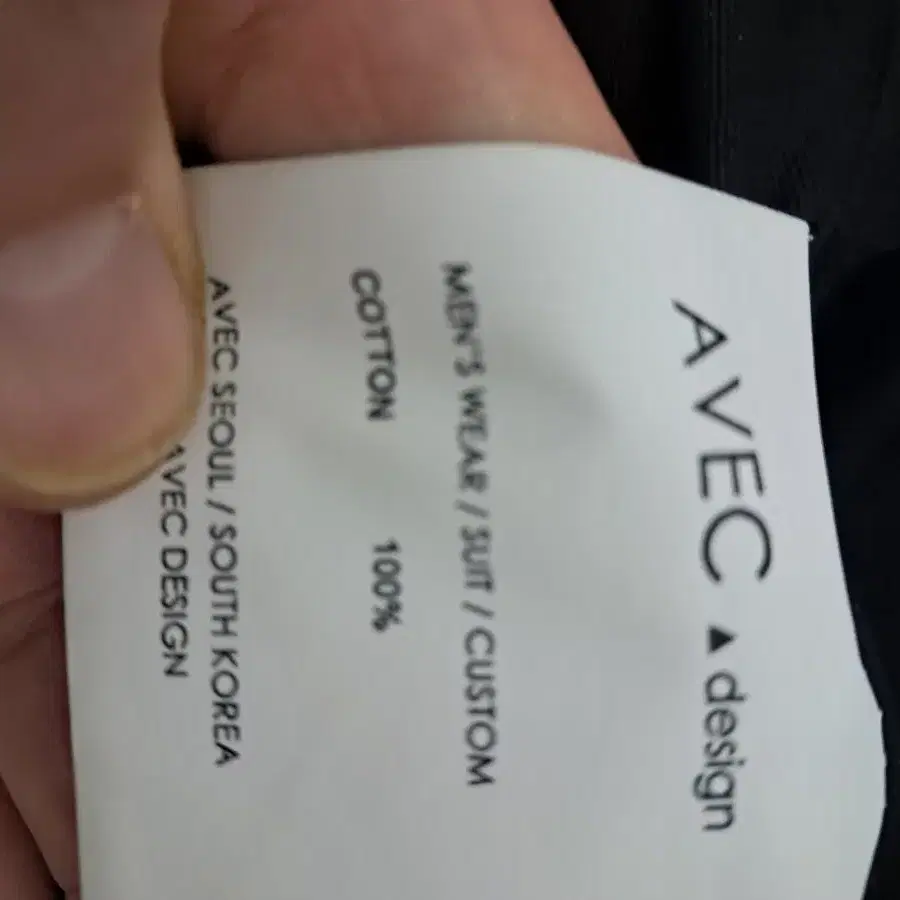 AVEC ▲ design
MEN'S WEAR / SUIT / CUSTOM
COTTON 100%
AVEC SEOUL / SOUTH KOREA
AVEC DESIGN